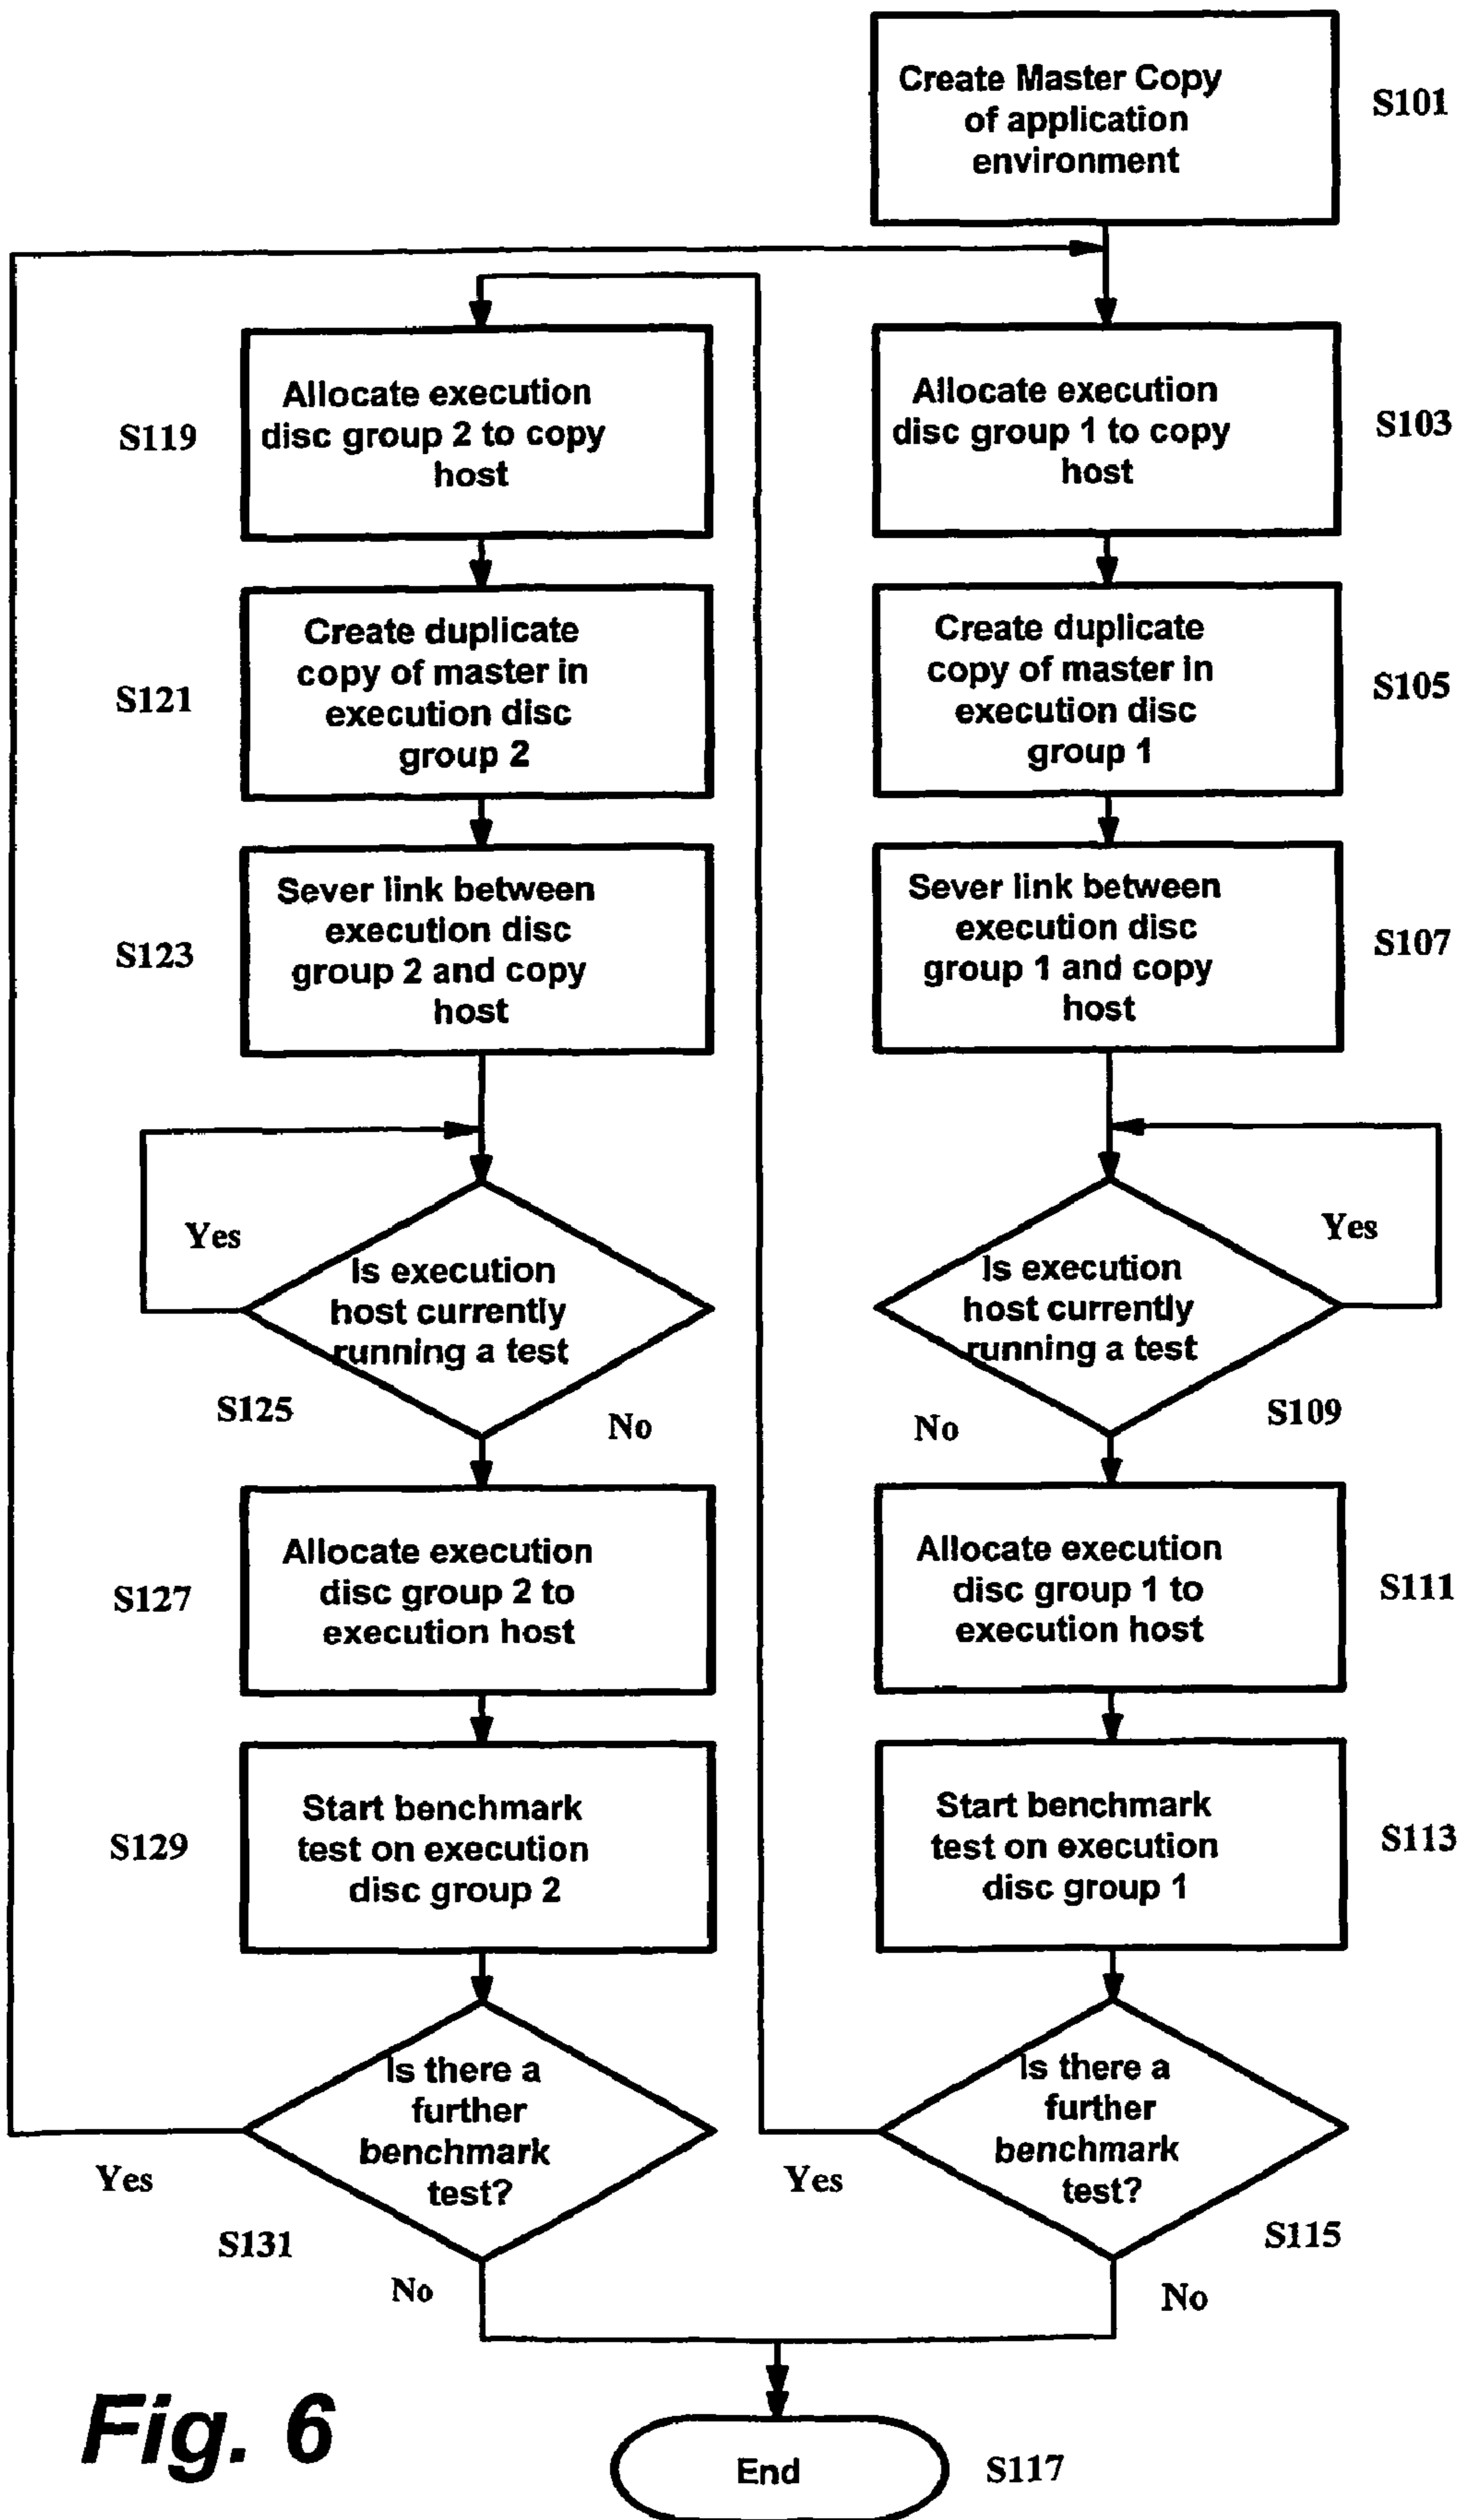 Create Master Copy
of application
environment
S101
Allocate execution
disc group 1 to copy
host
S103
Create duplicate
copy of master in
execution disc
group 1
S105
Sever link between
execution disc
group 1 and copy
host
S107
Is execution
host currently
running a test
Yes
No
S109
Allocate execution
disc group 1 to
execution host
S111
Start benchmark
test on execution
disc group 1
S113
Is there a
further
benchmark
test?
Yes
S115
No
Allocate execution
disc group 2 to copy
host
S119
Create duplicate
copy of master in
execution disc
group 2
S121
Sever link between
execution disc
group 2 and copy
host
S123
Is execution
host currently
running a test
Yes
S125
No
Allocate execution
disc group 2 to
execution host
S127
Start benchmark
test on execution
disc group 2
S129
Is there a
further
benchmark
test?
Yes
S131
No
End
S117
Fig. 6